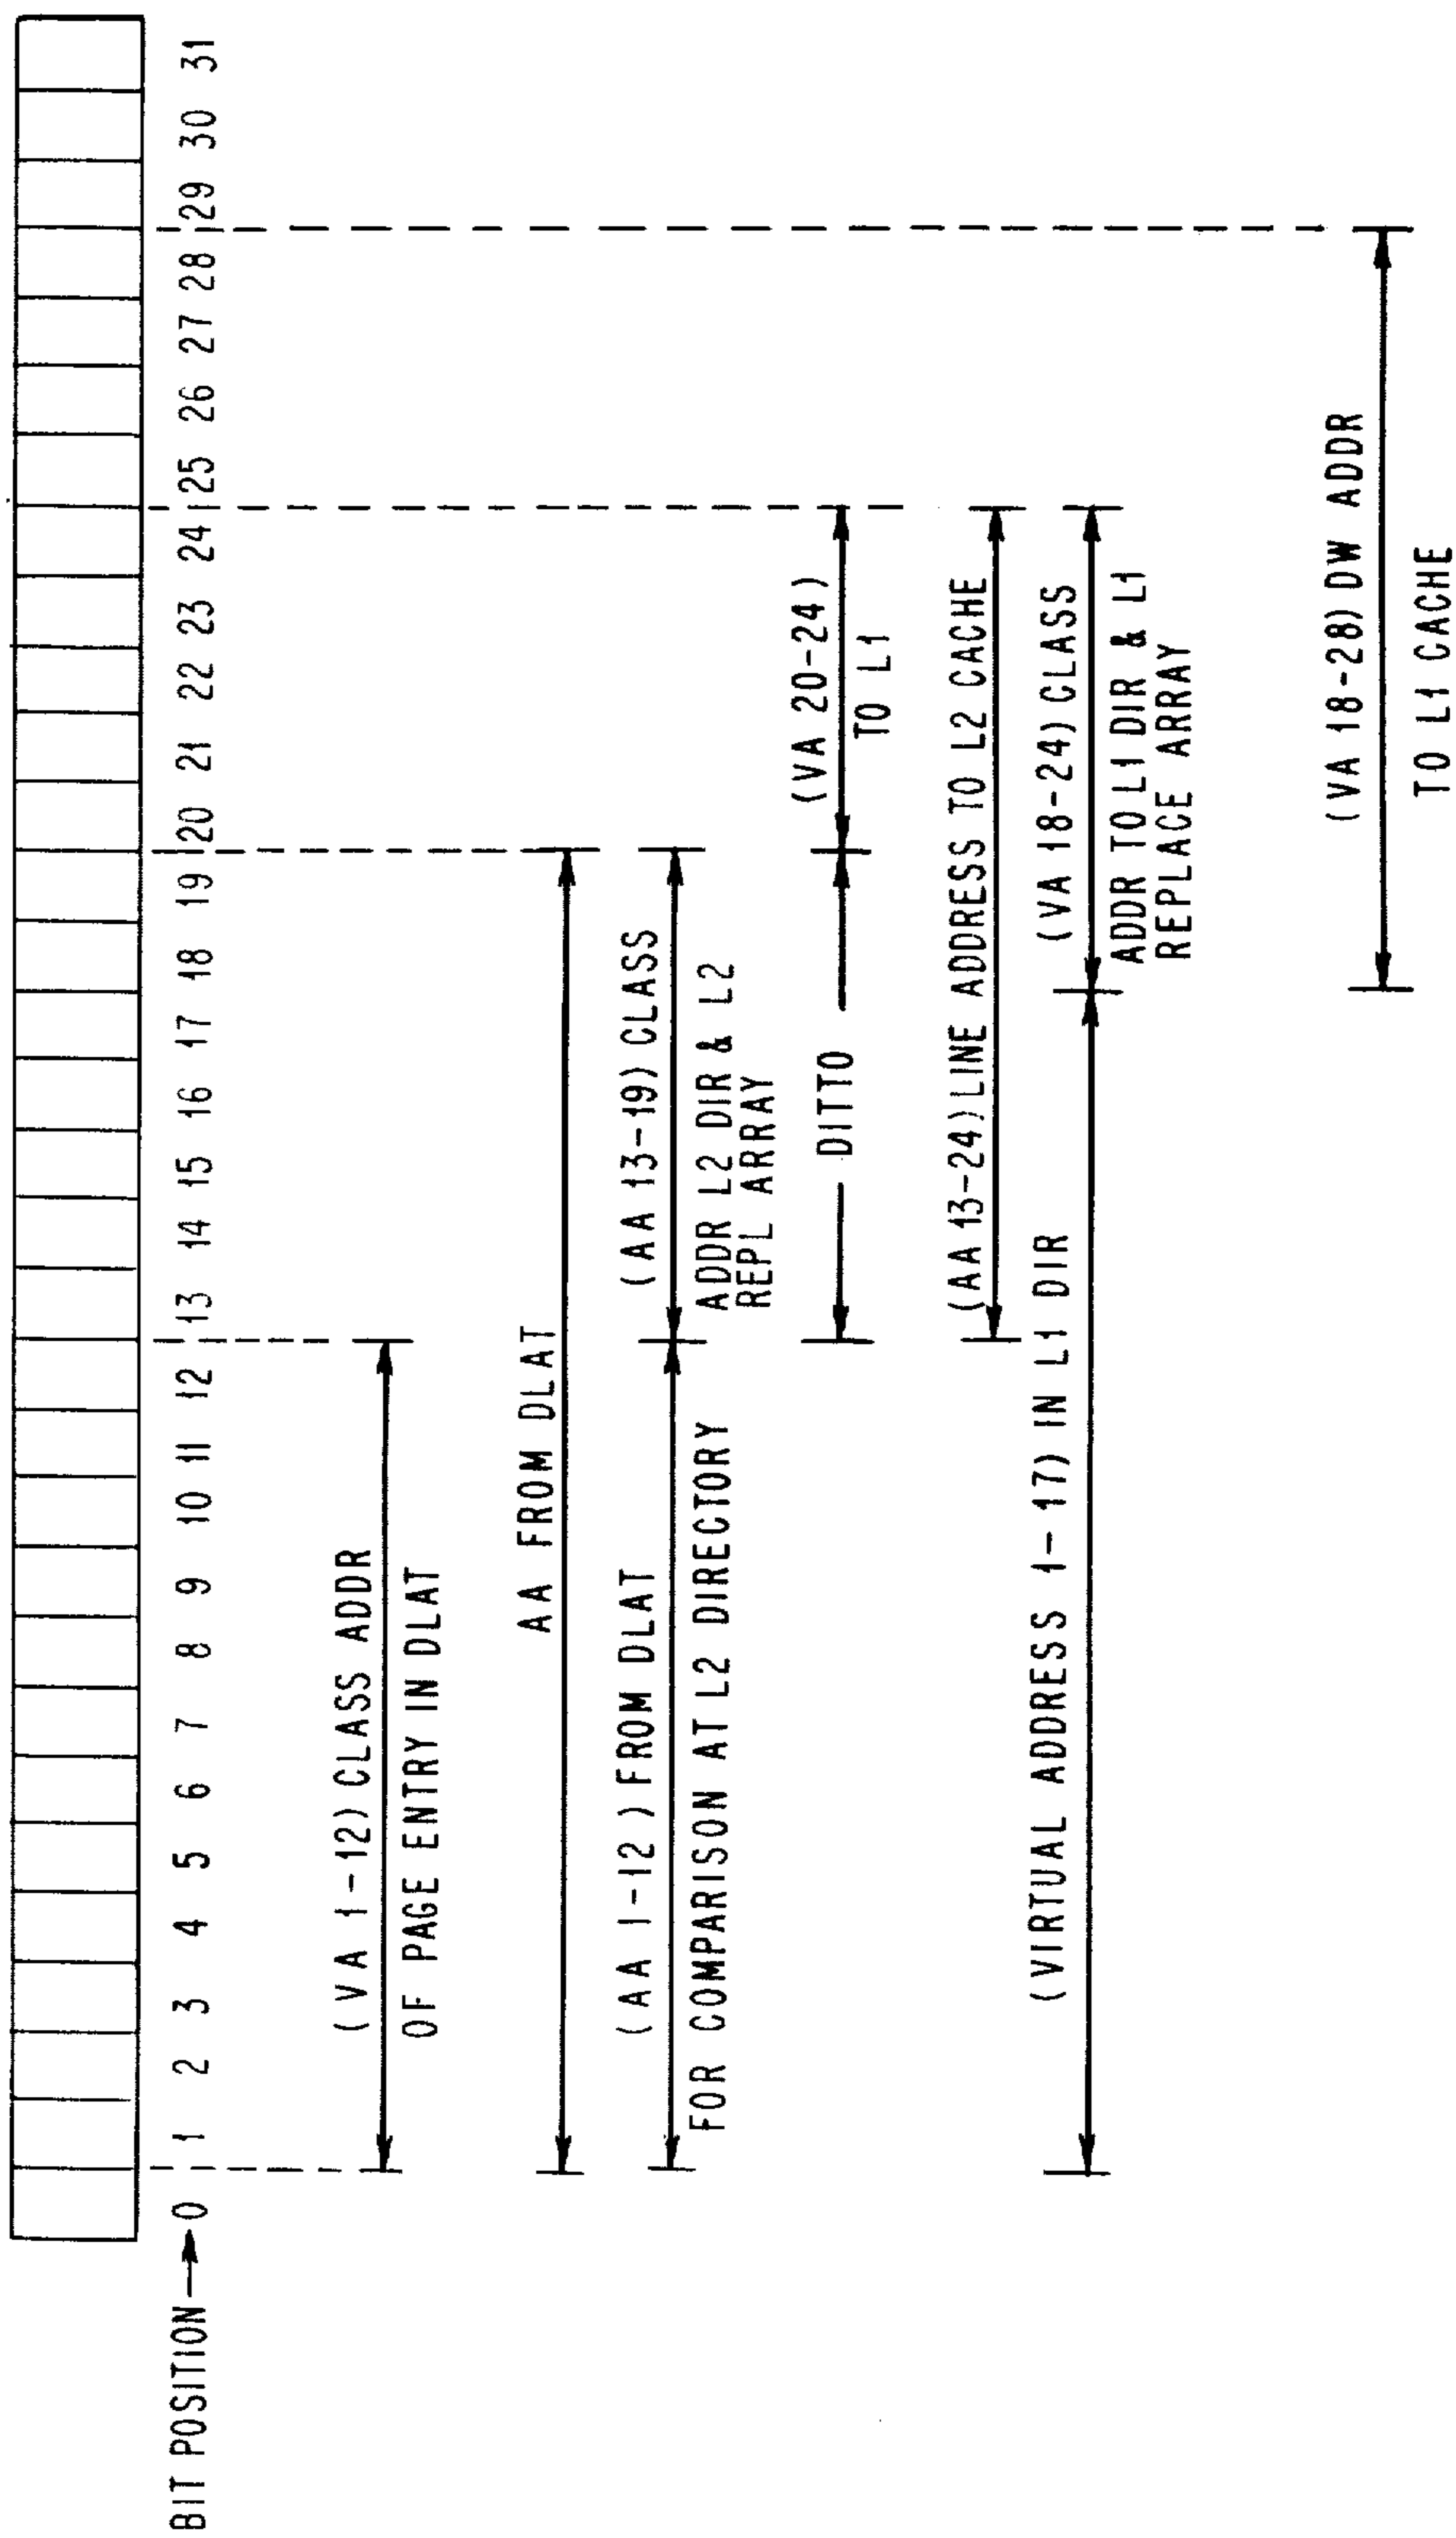 BIT POSITION → 0 1 2 3 4 5 6 7 8 9 10 11 12 13 14 15 16 17 18 19 20 21 22 23 24 25 26 27 28 29 30 31
(VA 1-12) CLASS ADDR
OF PAGE ENTRY IN DLAT
AA FROM DLAT
(AA 1-12) FROM DLAT
FOR COMPARISON AT L2 DIRECTORY
(AA 13-19) CLASS
ADDR L2 DIR & L2
REPL ARRAY
DITTO
(VA 20-24)
TO L1
(AA 13-24) LINE ADDRESS TO L2 CACHE
(VIRTUAL ADDRESS 1-17) IN L1 DIR
(VA 18-24) CLASS
ADDR TO L1 DIR & L1
REPLACE ARRAY
(VA 18-28) DW ADDR
TO L1 CACHE